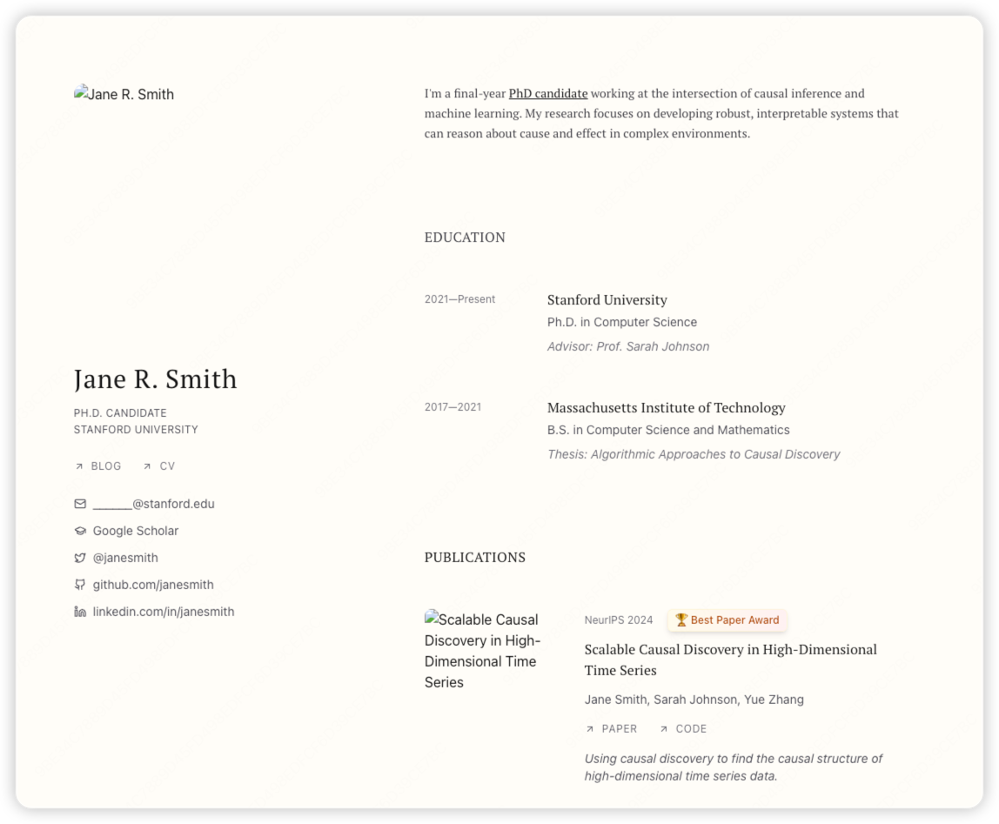 Jane R. Smith
Jane R. Smith
PH.D. CANDIDATE
STANFORD UNIVERSITY
BLOG CV
______@stanford.edu
Google Scholar
@janesmith
github.com/janesmith
linkedin.com/in/janesmith
I'm a final-year PhD candidate working at the intersection of causal inference and
machine learning. My research focuses on developing robust, interpretable systems that
can reason about cause and effect in complex environments.
EDUCATION
2021—Present
Stanford University
Ph.D. in Computer Science
Advisor: Prof. Sarah Johnson
2017—2021
Massachusetts Institute of Technology
B.S. in Computer Science and Mathematics
Thesis: Algorithmic Approaches to Causal Discovery
PUBLICATIONS
Scalable Causal
Discovery in High-
Dimensional Time
Series
NeurIPS 2024 🏆 Best Paper Award
Scalable Causal Discovery in High-Dimensional
Time Series
Jane Smith, Sarah Johnson, Yue Zhang
PAPER CODE
Using causal discovery to find the causal structure of
high-dimensional time series data.